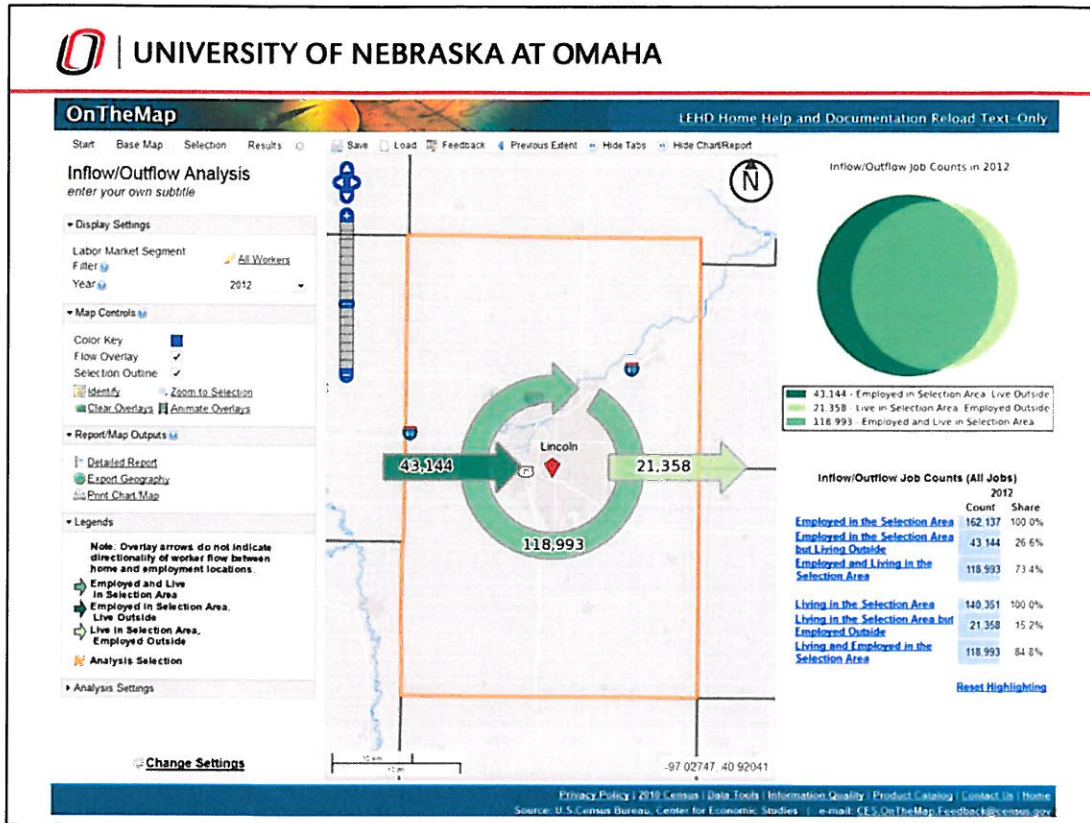 UNIVERSITY OF NEBRASKA AT OMAHA
OnTheMap
LEHD Home Help and Documentation Reload Text-Only
Start Base Map Selection Results
Save Load Feedback Previous Extent Hide Tabs Hide Chart/Report
Inflow/Outflow Analysis
enter your own subtitle
Display Settings
Labor Market Segment
Filter
All Workers
Year
2012
Map Controls
Color Key
Flow Overlay
Selection Outline
Identify Zoom to Selection
Clear Overlays Animate Overlays
Report/Map Outputs
Detailed Report
Export Geography
Print Chart/Map
Legends
Note: Overlay arrows do not indicate
directionality of worker flow between
home and employment locations.
Employed and Live
in Selection Area
Employed in Selection Area,
Live Outside
Live in Selection Area,
Employed Outside
Analysis Selection
Analysis Settings
Change Settings
N
Lincoln
43,144
21,358
118,993
-97.02747, 40.92041
Inflow/Outflow Job Counts in 2012
43,144 - Employed in Selection Area Live Outside
21,358 - Live in Selection Area Employed Outside
118,993 - Employed and Live in Selection Area
Inflow/Outflow Job Counts (All Jobs)
2012
Count Share
Employed in the Selection Area 162,137 100.0%
Employed in the Selection Area
but Living Outside 43,144 26.6%
Employed and Living in the
Selection Area 118,993 73.4%
Living in the Selection Area 140,351 100.0%
Living in the Selection Area but
Employed Outside 21,358 15.2%
Living and Employed in the
Selection Area 118,993 84.8%
Reset Highlighting
Privacy Policy | 2010 Census | Data Tools | Information Quality | Product Catalog | Contact Us | Home
Source: U.S.Census Bureau, Center for Economic Studies | e-mail: CES.OnTheMap.Feedback@census.gov